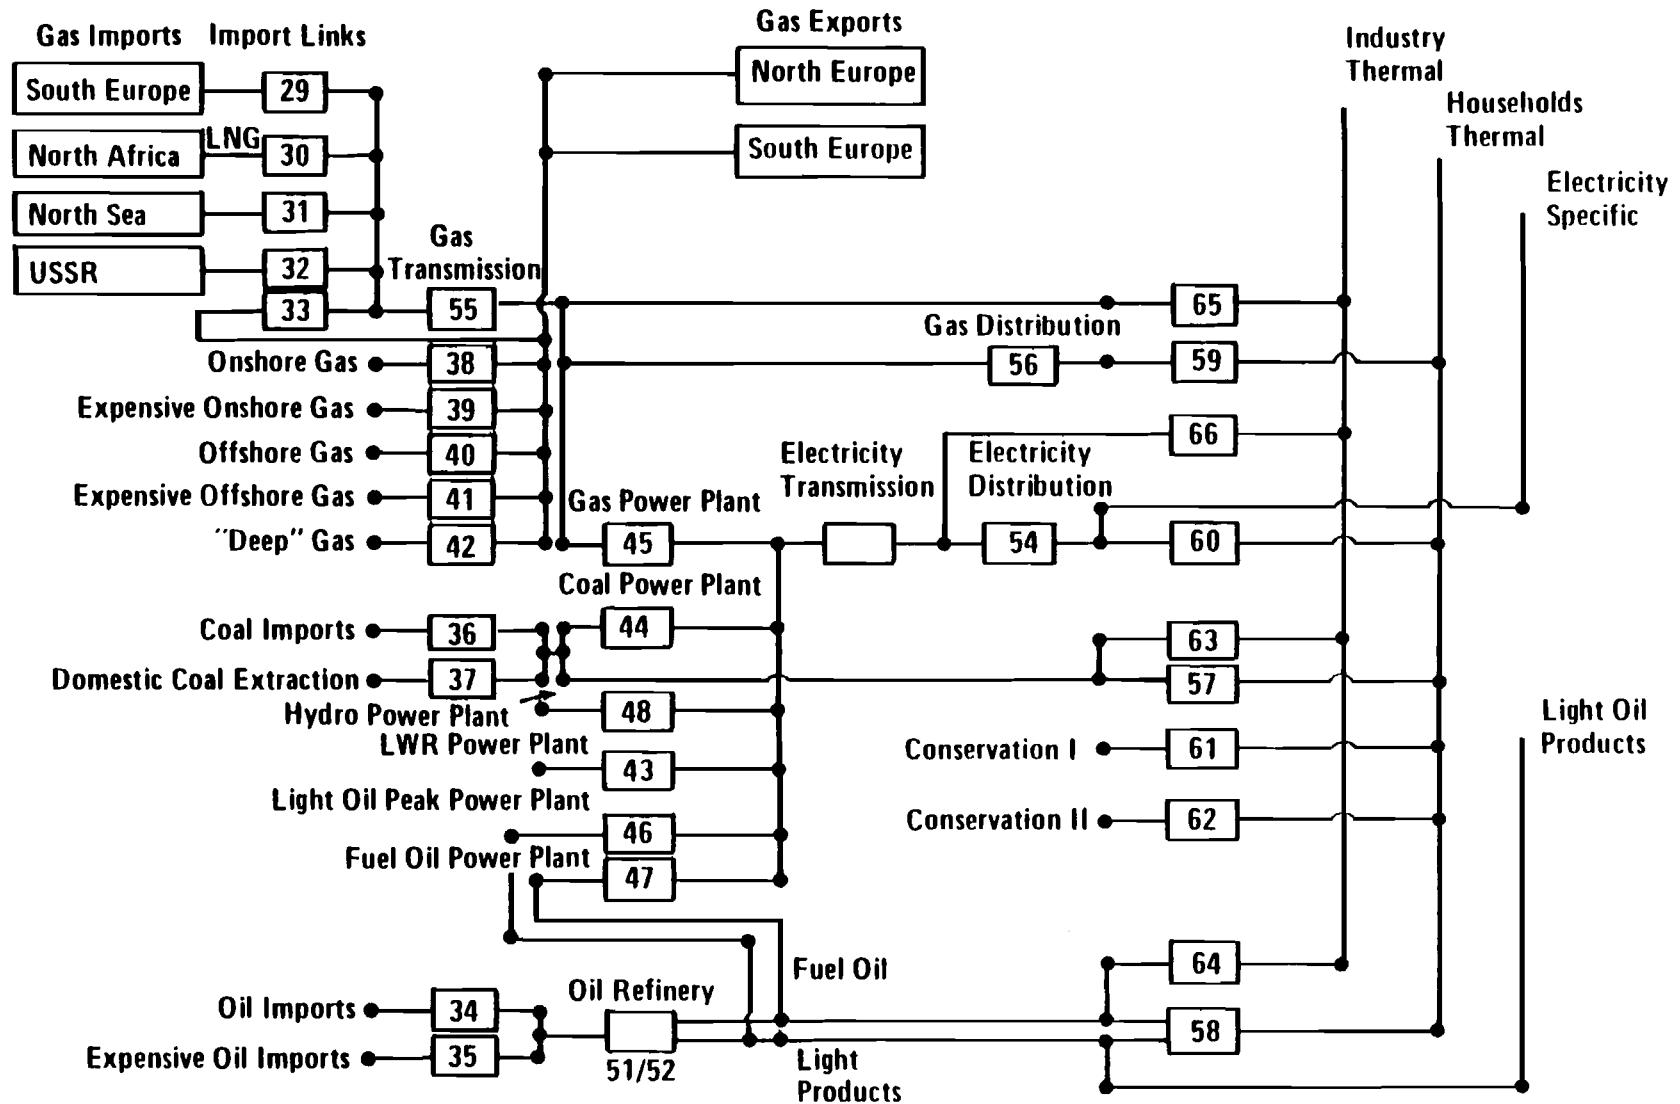 Gas Imports
Import Links
Gas Exports
Industry
Thermal
Households
Thermal
Electricity
Specific
South Europe
29
North Europe
LNG
North Africa
30
South Europe
North Sea
31
USSR
32
33
Gas
Transmission
55
65
Gas Distribution
Onshore Gas
38
56
59
Expensive Onshore Gas
39
66
Offshore Gas
40
Electricity
Transmission
Electricity
Distribution
Expensive Offshore Gas
41
Gas Power Plant
"Deep" Gas
42
45
54
60
Coal Power Plant
Coal Imports
36
44
63
Domestic Coal Extraction
37
57
Hydro Power Plant
48
Light Oil
Products
LWR Power Plant
43
Conservation I
61
Light Oil Peak Power Plant
46
Conservation II
62
Fuel Oil Power Plant
47
Fuel Oil
64
Oil Imports
34
Oil Refinery
58
Expensive Oil Imports
35
51/52
Light
Products